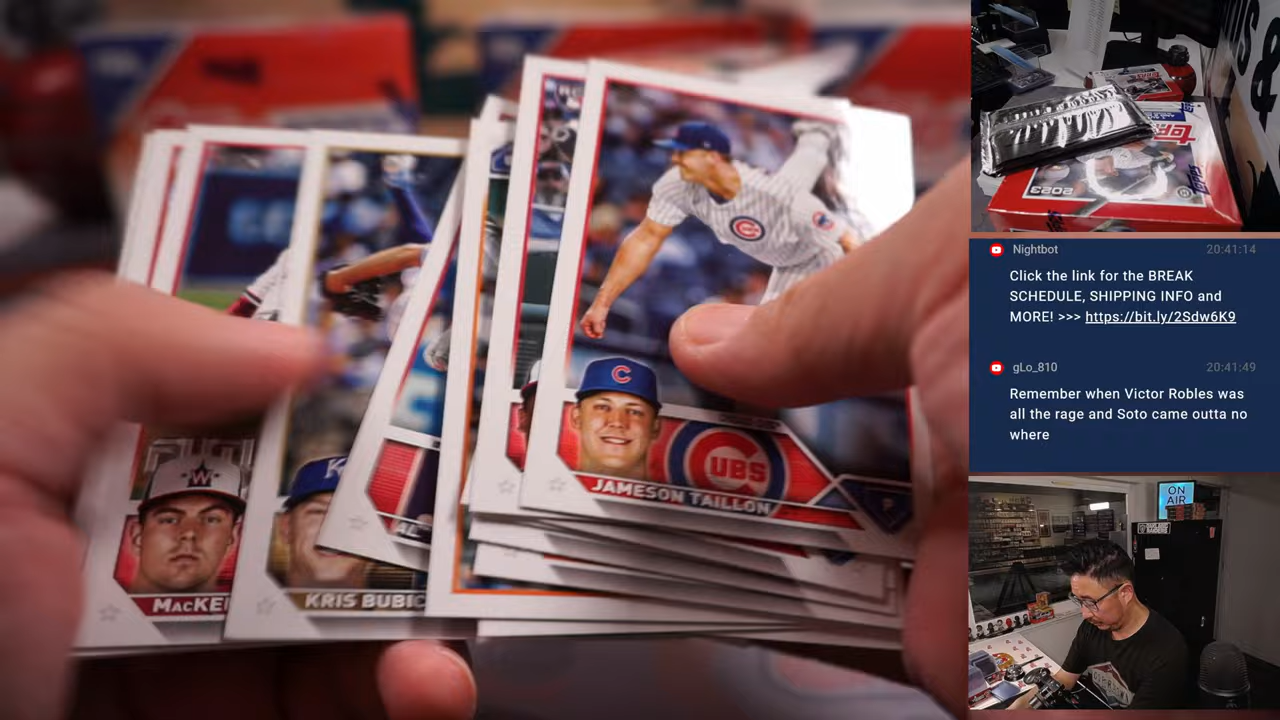 JAMESON TAILLON
CUBS
C
W
MACKE
K
KRIS BUBIC
2023
Nightbot
20:41:14
Click the link for the BREAK
SCHEDULE, SHIPPING INFO and
MORE! >>> https://bit.ly/2Sdw6K9
gLo_810
20:41:49
Remember when Victor Robles was
all the rage and Soto came outta no
where
ON
AIR